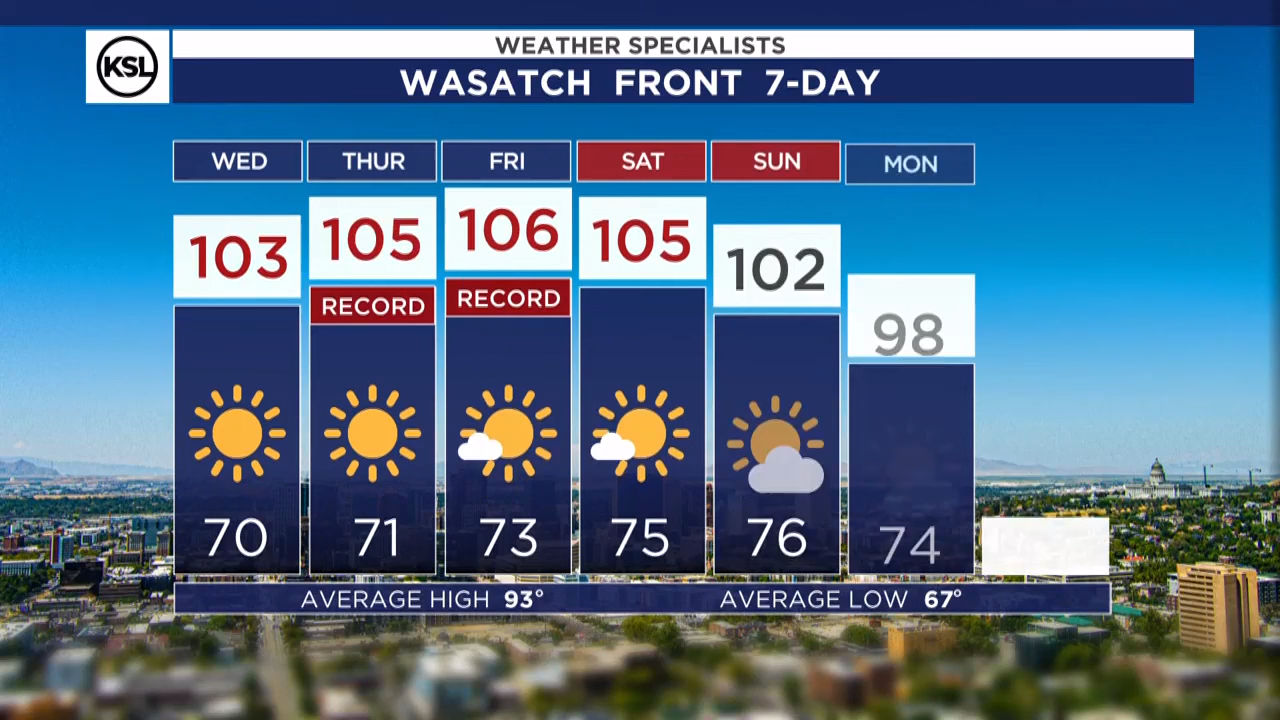 KSL
WEATHER SPECIALISTS
WASATCH FRONT 7-DAY
WED THUR FRI SAT SUN MON
103 105 106 105 102 98
RECORD RECORD
70 71 73 75 76 74
AVERAGE HIGH 93° AVERAGE LOW 67°